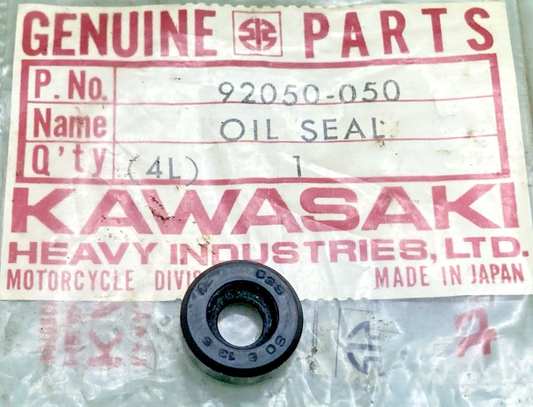 GENUINE PARTS
P. No. 92050-050
Name OIL SEAL
Q'ty (4L) 1
KAWASAKI
HEAVY INDUSTRIES, LTD.
MOTORCYCLE DIVIS MADE IN JAPAN